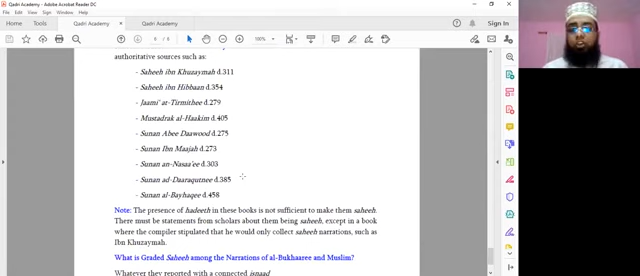 Qadri Academy - Adobe Acrobat Reader DC
File Edit View Window Help
Home Tools Qadri Academy × Qadri Academy × Sign In
6 / 6 100%
authoritative sources such as:
- Saheeh ibn Khuzaymah d.311
- Saheeh ibn Hibbaan d.354
- Jaami' at-Tirmithee d.279
- Mustadrak al-Haakim d.405
- Sunan Abee Daawood d.275
- Sunan Ibn Maajah d.273
- Sunan an-Nasaa'ee d.303
- Sunan ad-Daaraqutnee d.385
- Sunan al-Bayhaqee d.458
Note: The presence of hadeeth in these books is not sufficient to make them saheeh.
There must be statements from scholars about them being saheeh, except in a book
where the compiler stipulated that he would only collect saheeh narrations, such as
Ibn Khuzaymah.
What is Graded Saheeh among the Narrations of al-Bukhaaree and Muslim?
Whatever they reported with a connected isnaad